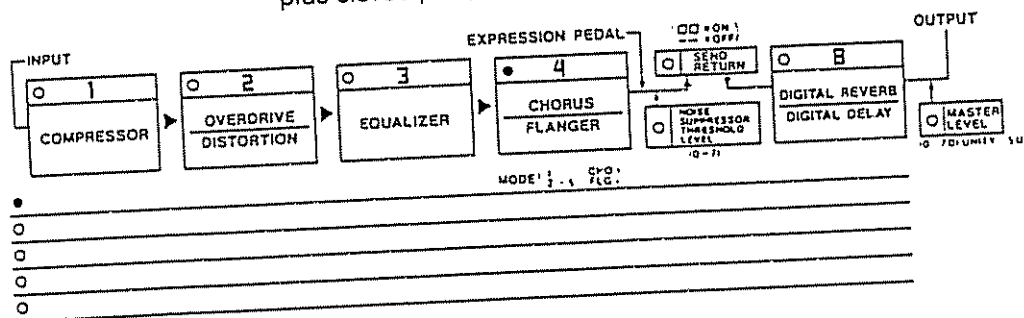 OUTPUT
EXPRESSION PEDAL
INPUT
1
2
3
4
SEND
RETURN
8
COMPRESSOR
OVERDRIVE
DISTORTION
EQUALIZER
CHORUS
FLANGER
NOISE
SUPPRESSOR
THRESHOLD
LEVEL
DIGITAL REVERB
DIGITAL DELAY
MASTER
LEVEL
MODE: